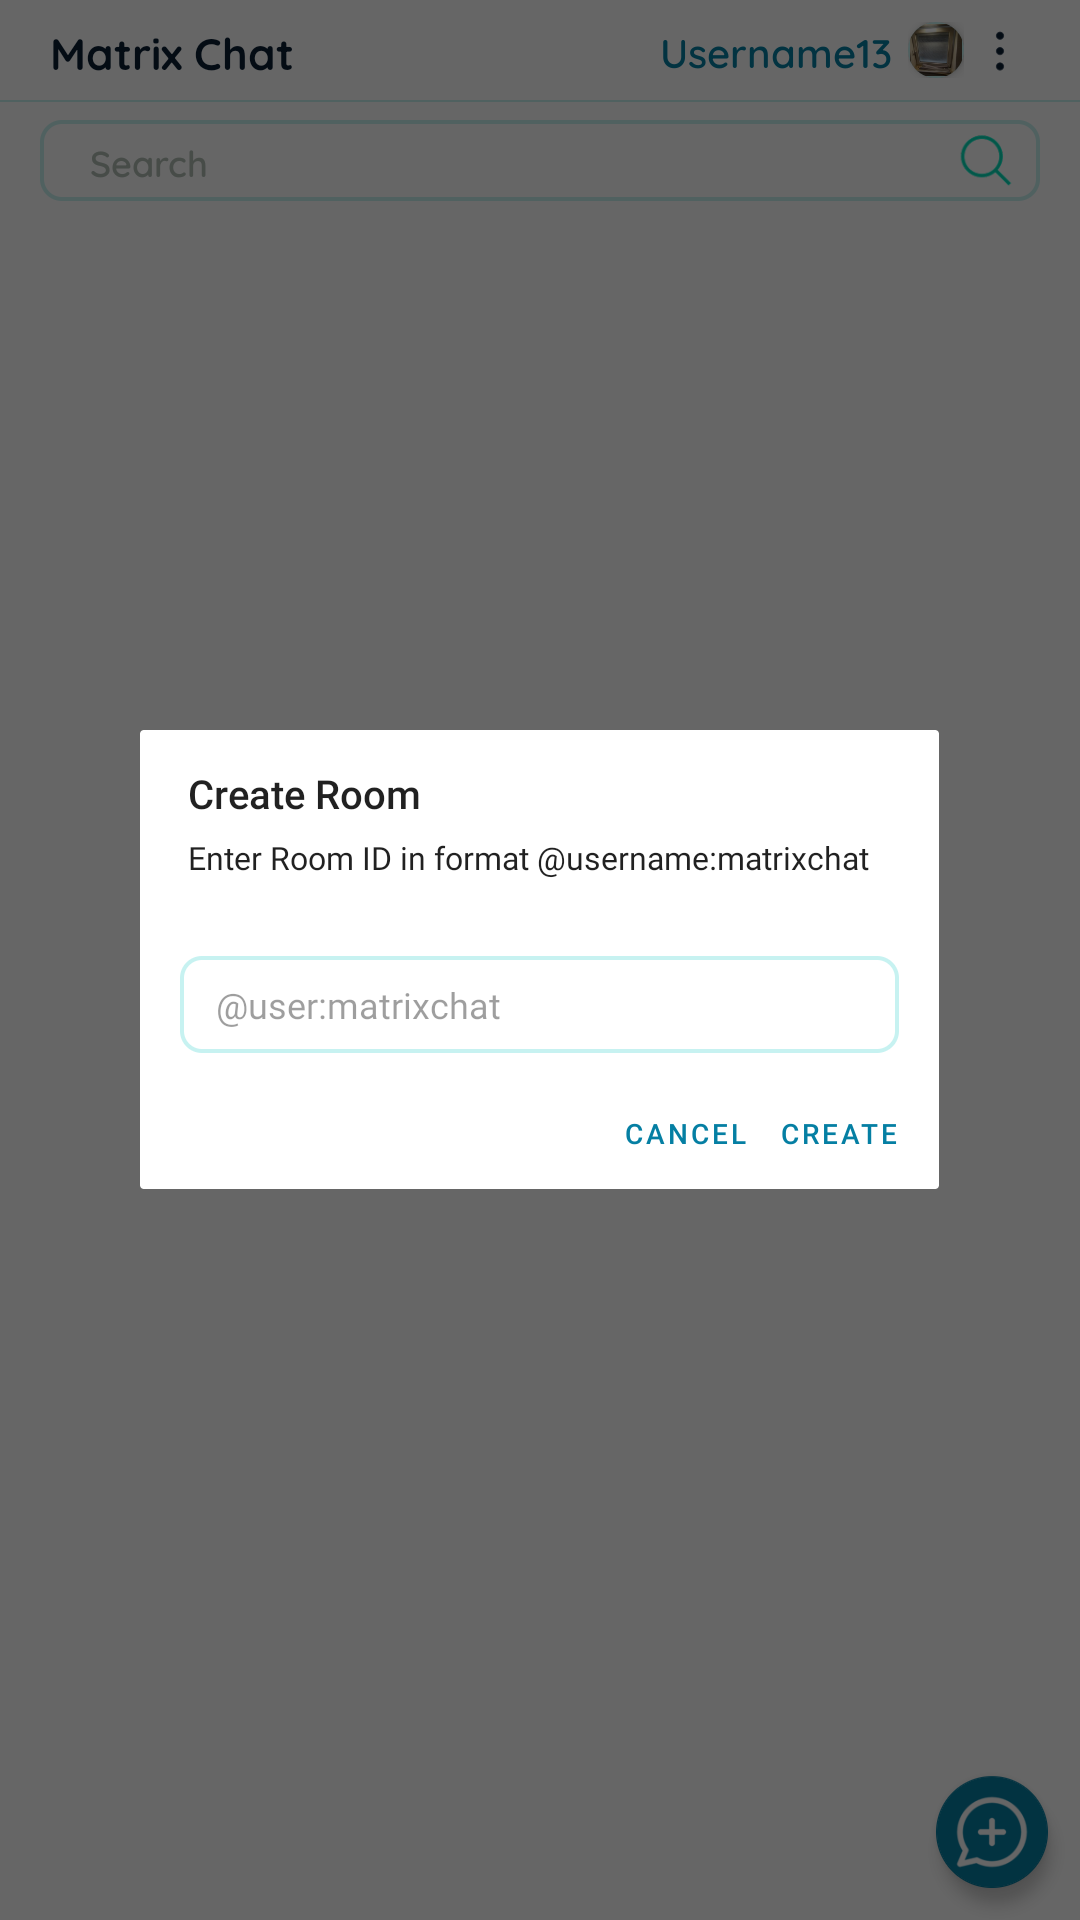 Matrix Chat
Username13
Search
Create Room
Enter Room ID in format @username:matrixchat
@user:matrixchat
CANCEL CREATE